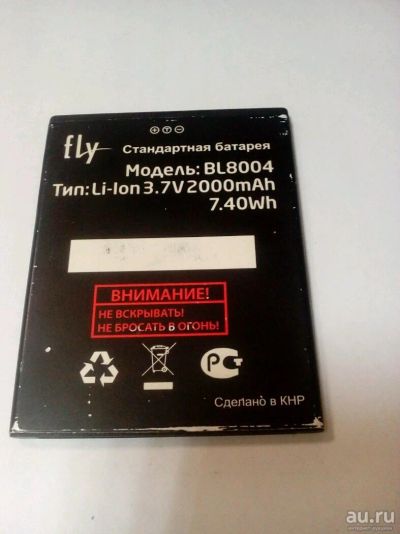 fly Стандартная батарея
Модель: BL8004
Тип: Li-Ion 3.7V 2000mAh
7.40Wh
ВНИМАНИЕ!
НЕ ВСКРЫВАТЬ!
НЕ БРОСАТЬ В ОГОНЬ!
Сделано в КНР
au.ru